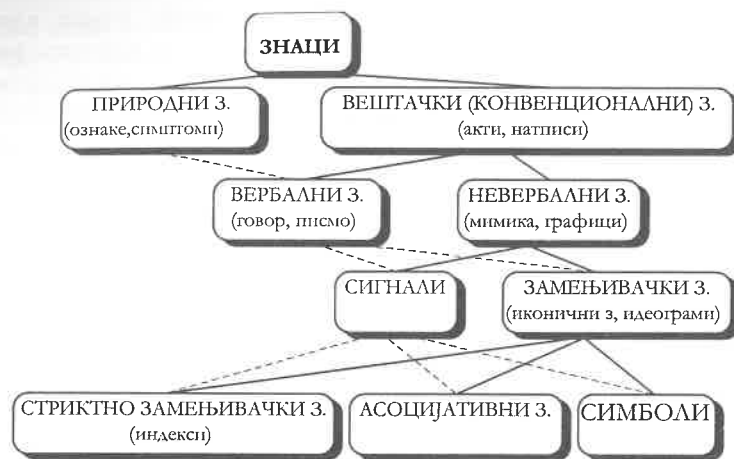 ЗНАЦИ
ПРИРОДНИ З.
(ознаке,симптоми)
ВЕШТАЧКИ (КОНВЕНЦИОНАЛНИ) З.
(акти, натписи)
ВЕРБАЛНИ З.
(говор, писмо)
НЕВЕРБАЛНИ З.
(мимика, графици)
СИГНАЛИ
ЗАМЕЊИВАЧКИ З.
(иконични з, идеограми)
СТРИКТНО ЗАМЕЊИВАЧКИ З.
(индекси)
АСОЦИЈАТИВНИ З.
СИМБОЛИ